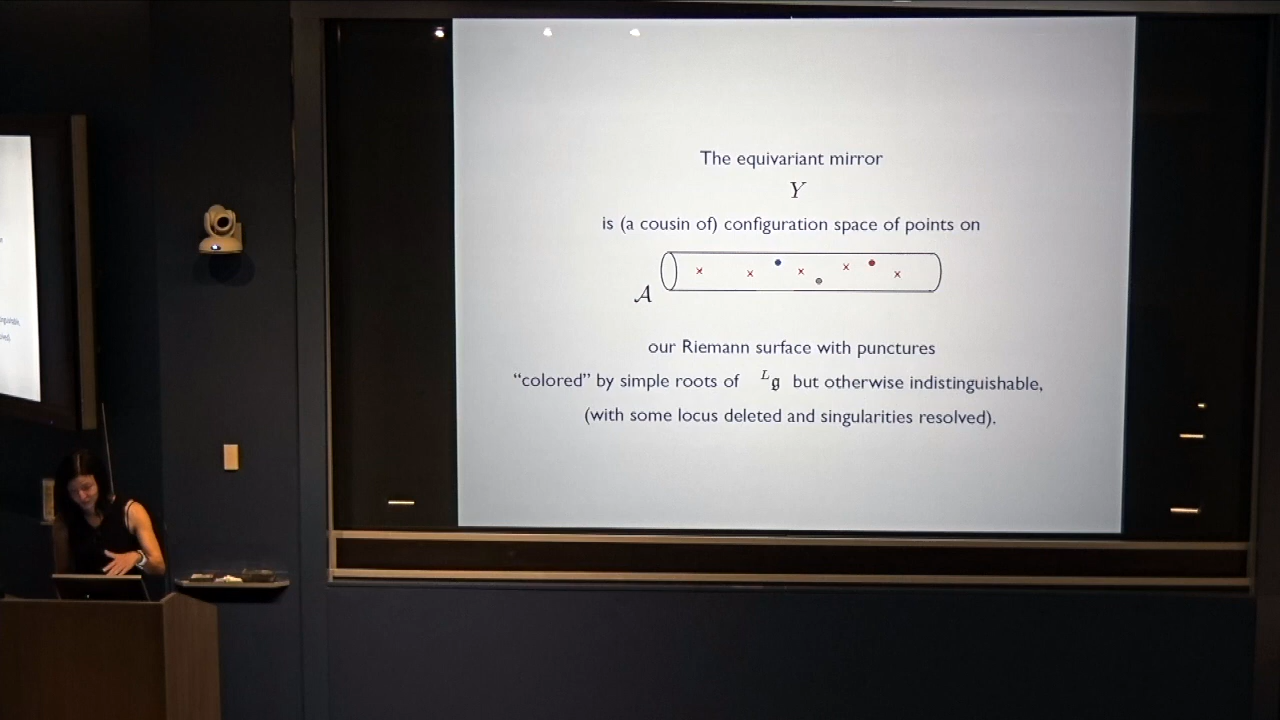 The equivariant mirror
Y
is (a cousin of) configuration space of points on
𝒜
our Riemann surface with punctures
“colored” by simple roots of ᴸ𝔤 but otherwise indistinguishable,
(with some locus deleted and singularities resolved).